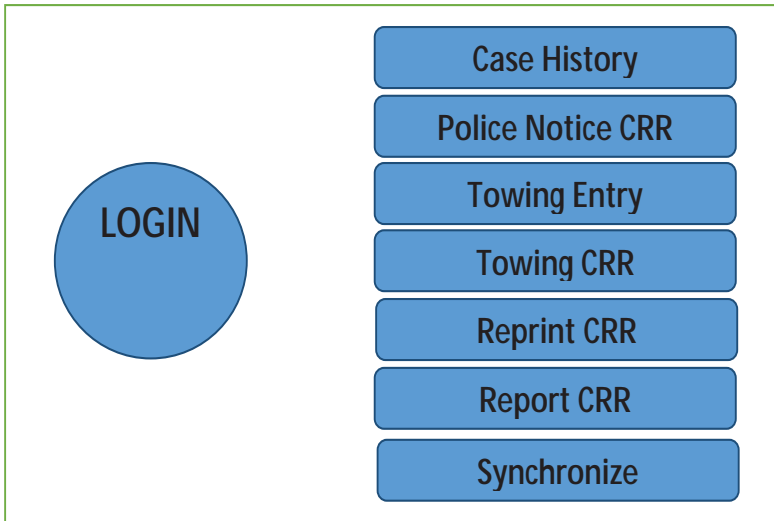 LOGIN
Case History
Police Notice CRR
Towing Entry
Towing CRR
Reprint CRR
Report CRR
Synchronize